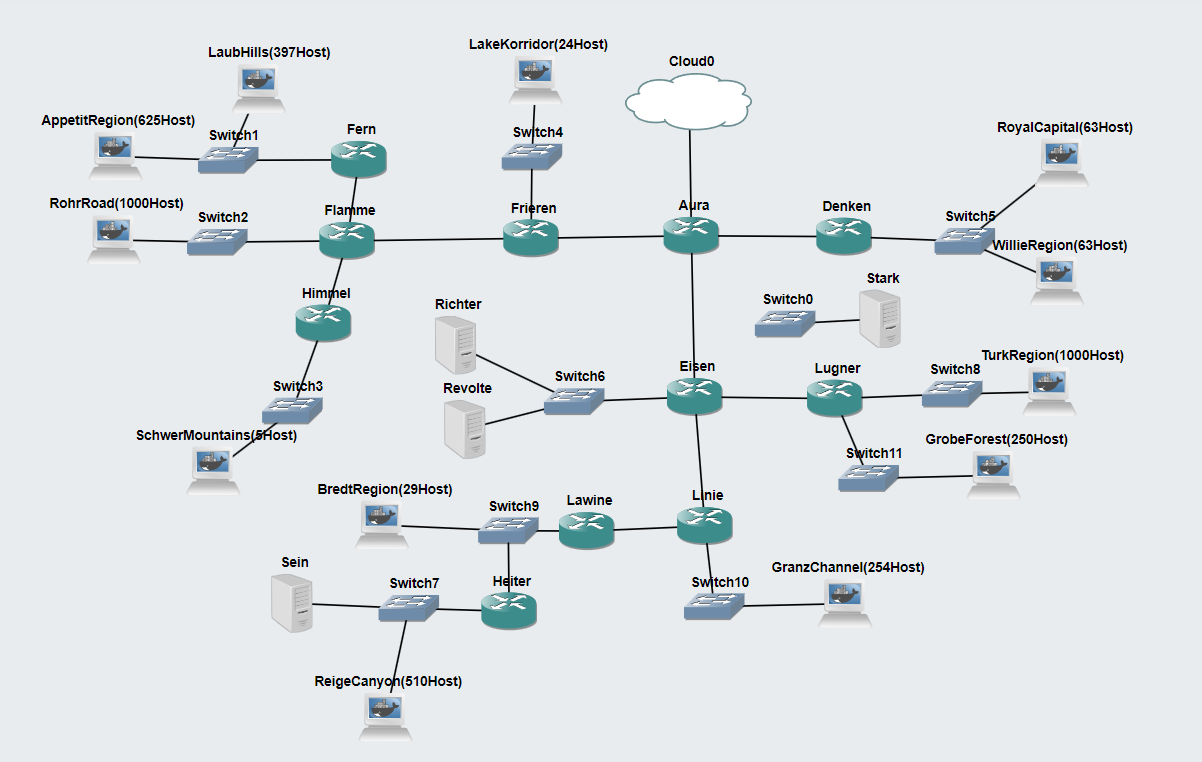 LakeKorridor(24Host)
LaubHills(397Host)
Cloud0
AppetitRegion(625Host)
Switch1
Fern
Switch4
RoyalCapital(63Host)
RohrRoad(1000Host)
Switch2
Flamme
Frieren
Aura
Denken
Switch5
WillieRegion(63Host)
Himmel
Richter
Switch0
Stark
Switch3
Revolte
Switch6
Eisen
Lugner
Switch8
TurkRegion(1000Host)
SchwerMountains(5Host)
Switch11
GrobeForest(250Host)
BredtRegion(29Host)
Switch9
Lawine
Linie
Sein
Switch7
Heiter
Switch10
GranzChannel(254Host)
ReigeCanyon(510Host)